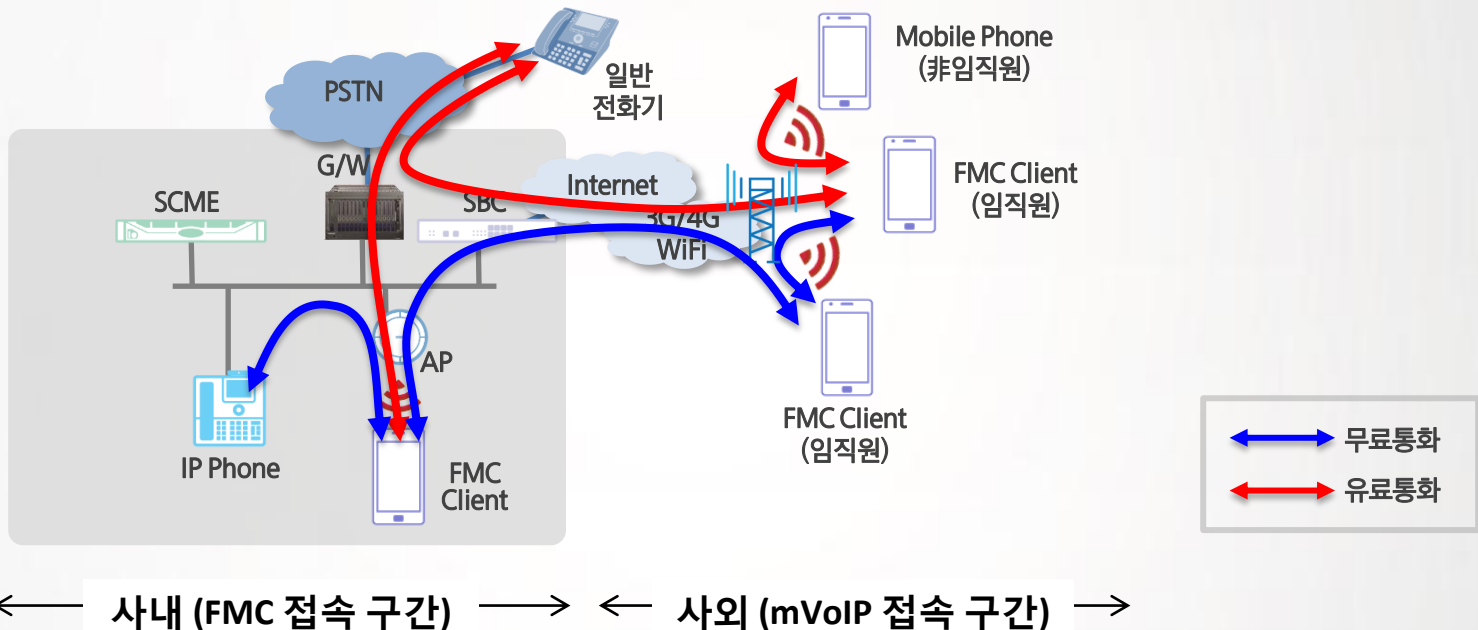 Mobile Phone
(非임직원)
PSTN
일반
전화기
G/W
SCME
SBC
Internet
3G/4G
WiFi
FMC Client
(임직원)
AP
IP Phone
FMC
Client
FMC Client
(임직원)
무료통화
유료통화
사내 (FMC 접속 구간)
사외 (mVoIP 접속 구간)